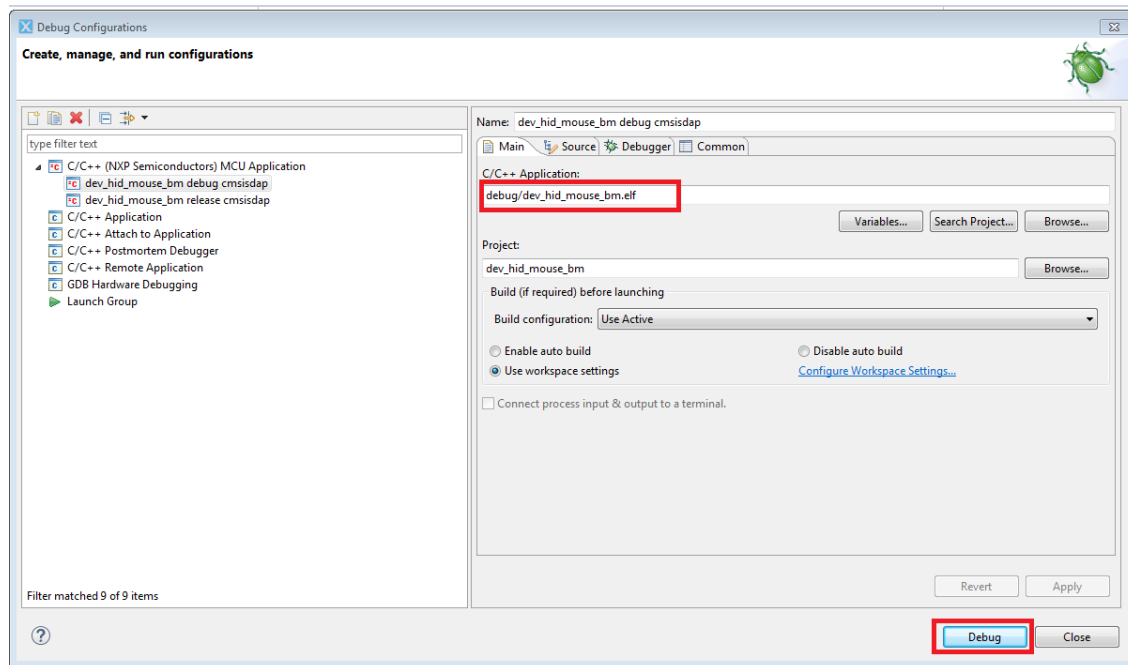 Debug Configurations
Create, manage, and run configurations
type filter text
C/C++ (NXP Semiconductors) MCU Application
dev_hid_mouse_bm debug cmsisdap
dev_hid_mouse_bm release cmsisdap
C/C++ Application
C/C++ Attach to Application
C/C++ Postmortem Debugger
C/C++ Remote Application
GDB Hardware Debugging
Launch Group
Filter matched 9 of 9 items
Name: dev_hid_mouse_bm debug cmsisdap
Main Source Debugger Common
C/C++ Application:
debug/dev_hid_mouse_bm.elf
Variables... Search Project... Browse...
Project:
dev_hid_mouse_bm Browse...
Build (if required) before launching
Build configuration: Use Active
Enable auto build Disable auto build
Use workspace settings Configure Workspace Settings...
Connect process input & output to a terminal.
Revert Apply
Debug Close